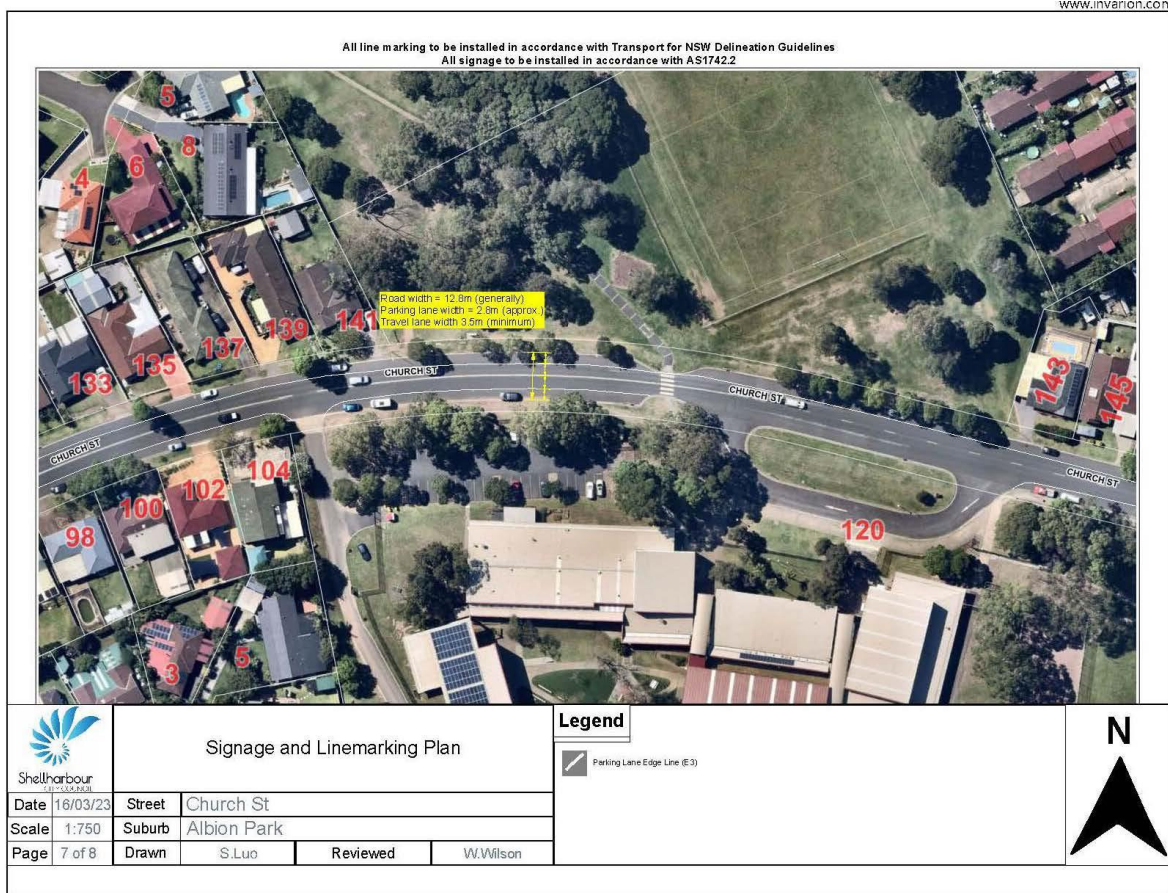 www.invarion.com
All line marking to be installed in accordance with Transport for NSW Delineation Guidelines
All signage to be installed in accordance with AS1742.2
5
8
6
4
Road width = 12.8m (generally)
Parking lane width = 2.8m (approx.)
Travel lane width 3.5m (minimum)
141
139
137
135
133
143
145
CHURCH ST
CHURCH ST
CHURCH ST
CHURCH ST
104
102
100
98
120
5
3
Shellharbour
CITY COUNCIL
Signage and Linemarking Plan
Date 16/03/23 Street Church St
Scale 1:750 Suburb Albion Park
Page 7 of 8 Drawn S.Luo Reviewed W.Wilson
Legend
Parking Lane Edge Line (E3)
N